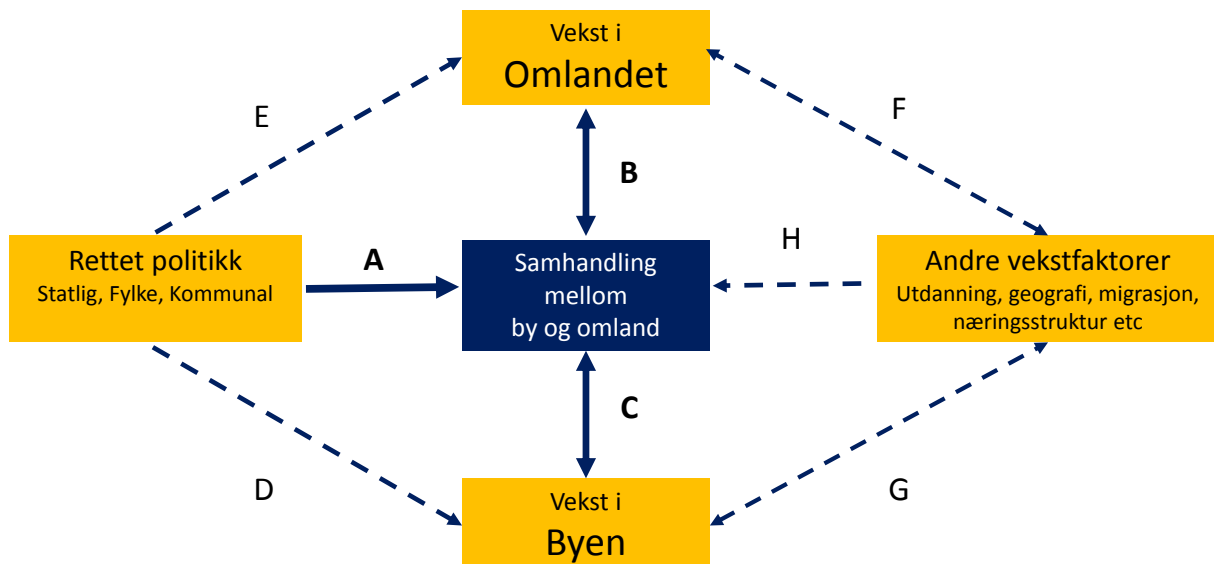 Vekst i
Omlandet
E
F
B
Rettet politikk
Statlig, Fylke, Kommunal
A
Samhandling
mellom
by og omland
H
Andre vekstfaktorer
Utdanning, geografi, migrasjon,
næringsstruktur etc
C
D
G
Vekst i
Byen